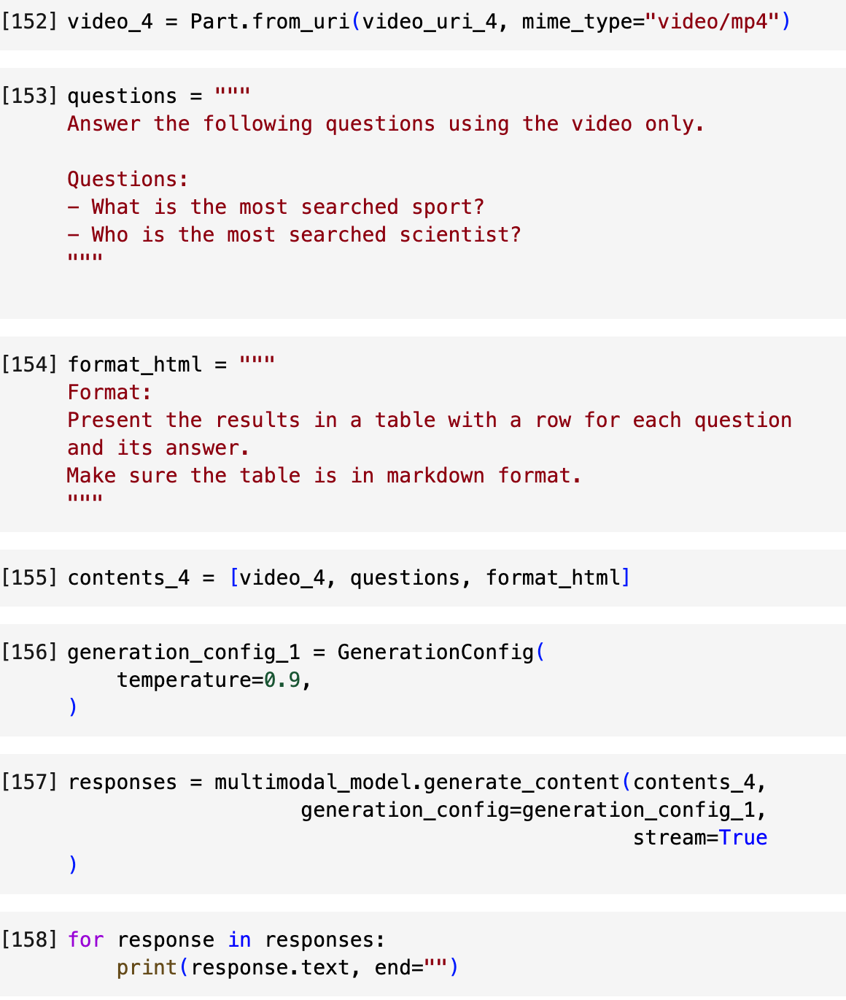 [152] video_4 = Part.from_uri(video_uri_4, mime_type="video/mp4")
[153] questions = """
Answer the following questions using the video only.
Questions:
- What is the most searched sport?
- Who is the most searched scientist?
"""
[154] format_html = """
Format:
Present the results in a table with a row for each question
and its answer.
Make sure the table is in markdown format.
"""
[155] contents_4 = [video_4, questions, format_html]
[156] generation_config_1 = GenerationConfig(
    temperature=0.9,
)
[157] responses = multimodal_model.generate_content(contents_4,
                   generation_config=generation_config_1,
                                              stream=True
)
[158] for response in responses:
    print(response.text, end="")